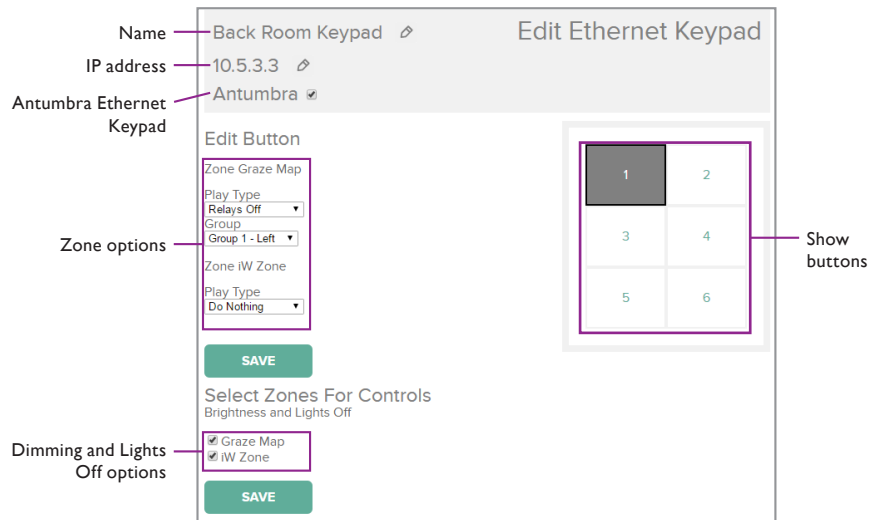 Name
Back Room Keypad
Edit Ethernet Keypad
IP address
10.5.3.3
Antumbra Ethernet
Keypad
Antumbra
Edit Button
Zone options
Zone Graze Map
Play Type
Relays Off
Group
Group 1 - Left
Zone iW Zone
Play Type
Do Nothing
SAVE
1
2
3
4
5
6
Show
buttons
Select Zones For Controls
Brightness and Lights Off
Dimming and Lights
Off options
Graze Map
iW Zone
SAVE